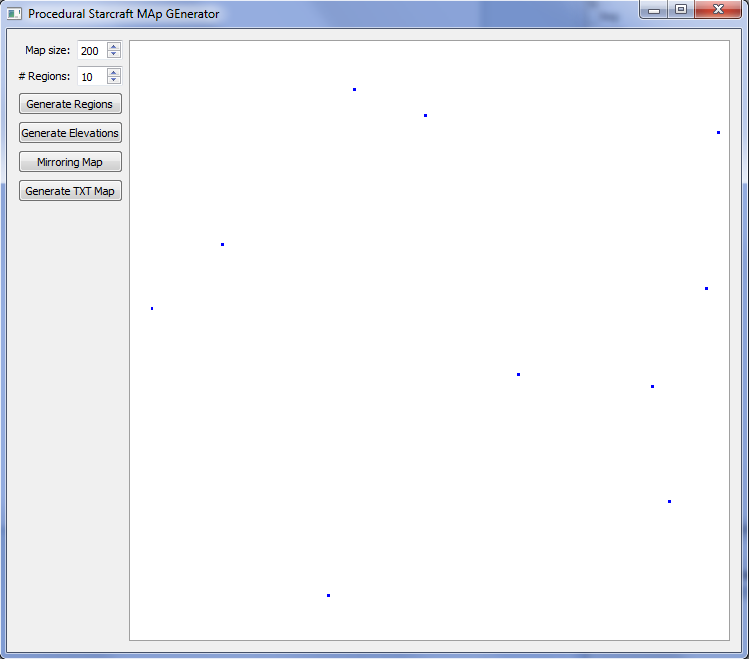 Procedural Starcraft MAp GEnerator
Map size: 200
# Regions: 10
Generate Regions
Generate Elevations
Mirroring Map
Generate TXT Map